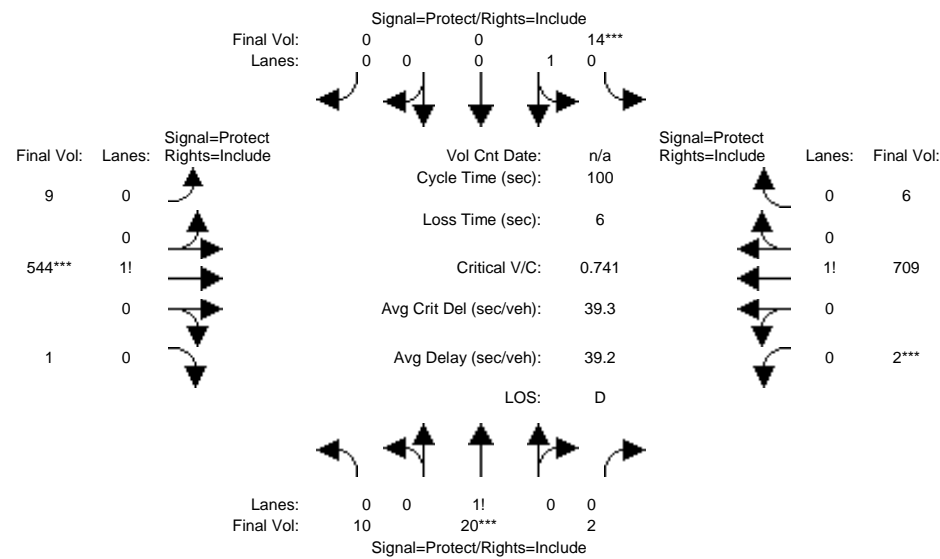 Signal=Protect/Rights=Include
Final Vol: 0 0 14***
Lanes: 0 0 0 1 0
Signal=Protect Signal=Protect
Final Vol: Lanes: Rights=Include Vol Cnt Date: n/a Rights=Include Lanes: Final Vol:
Cycle Time (sec): 100
9 0 0 6
Loss Time (sec): 6
0 0
544*** 1! Critical V/C: 0.741 1! 709
0 Avg Crit Del (sec/veh): 39.3 0
1 0 Avg Delay (sec/veh): 39.2 0 2***
LOS: D
Lanes: 0 0 1! 0 0
Final Vol: 10 20*** 2
Signal=Protect/Rights=Include